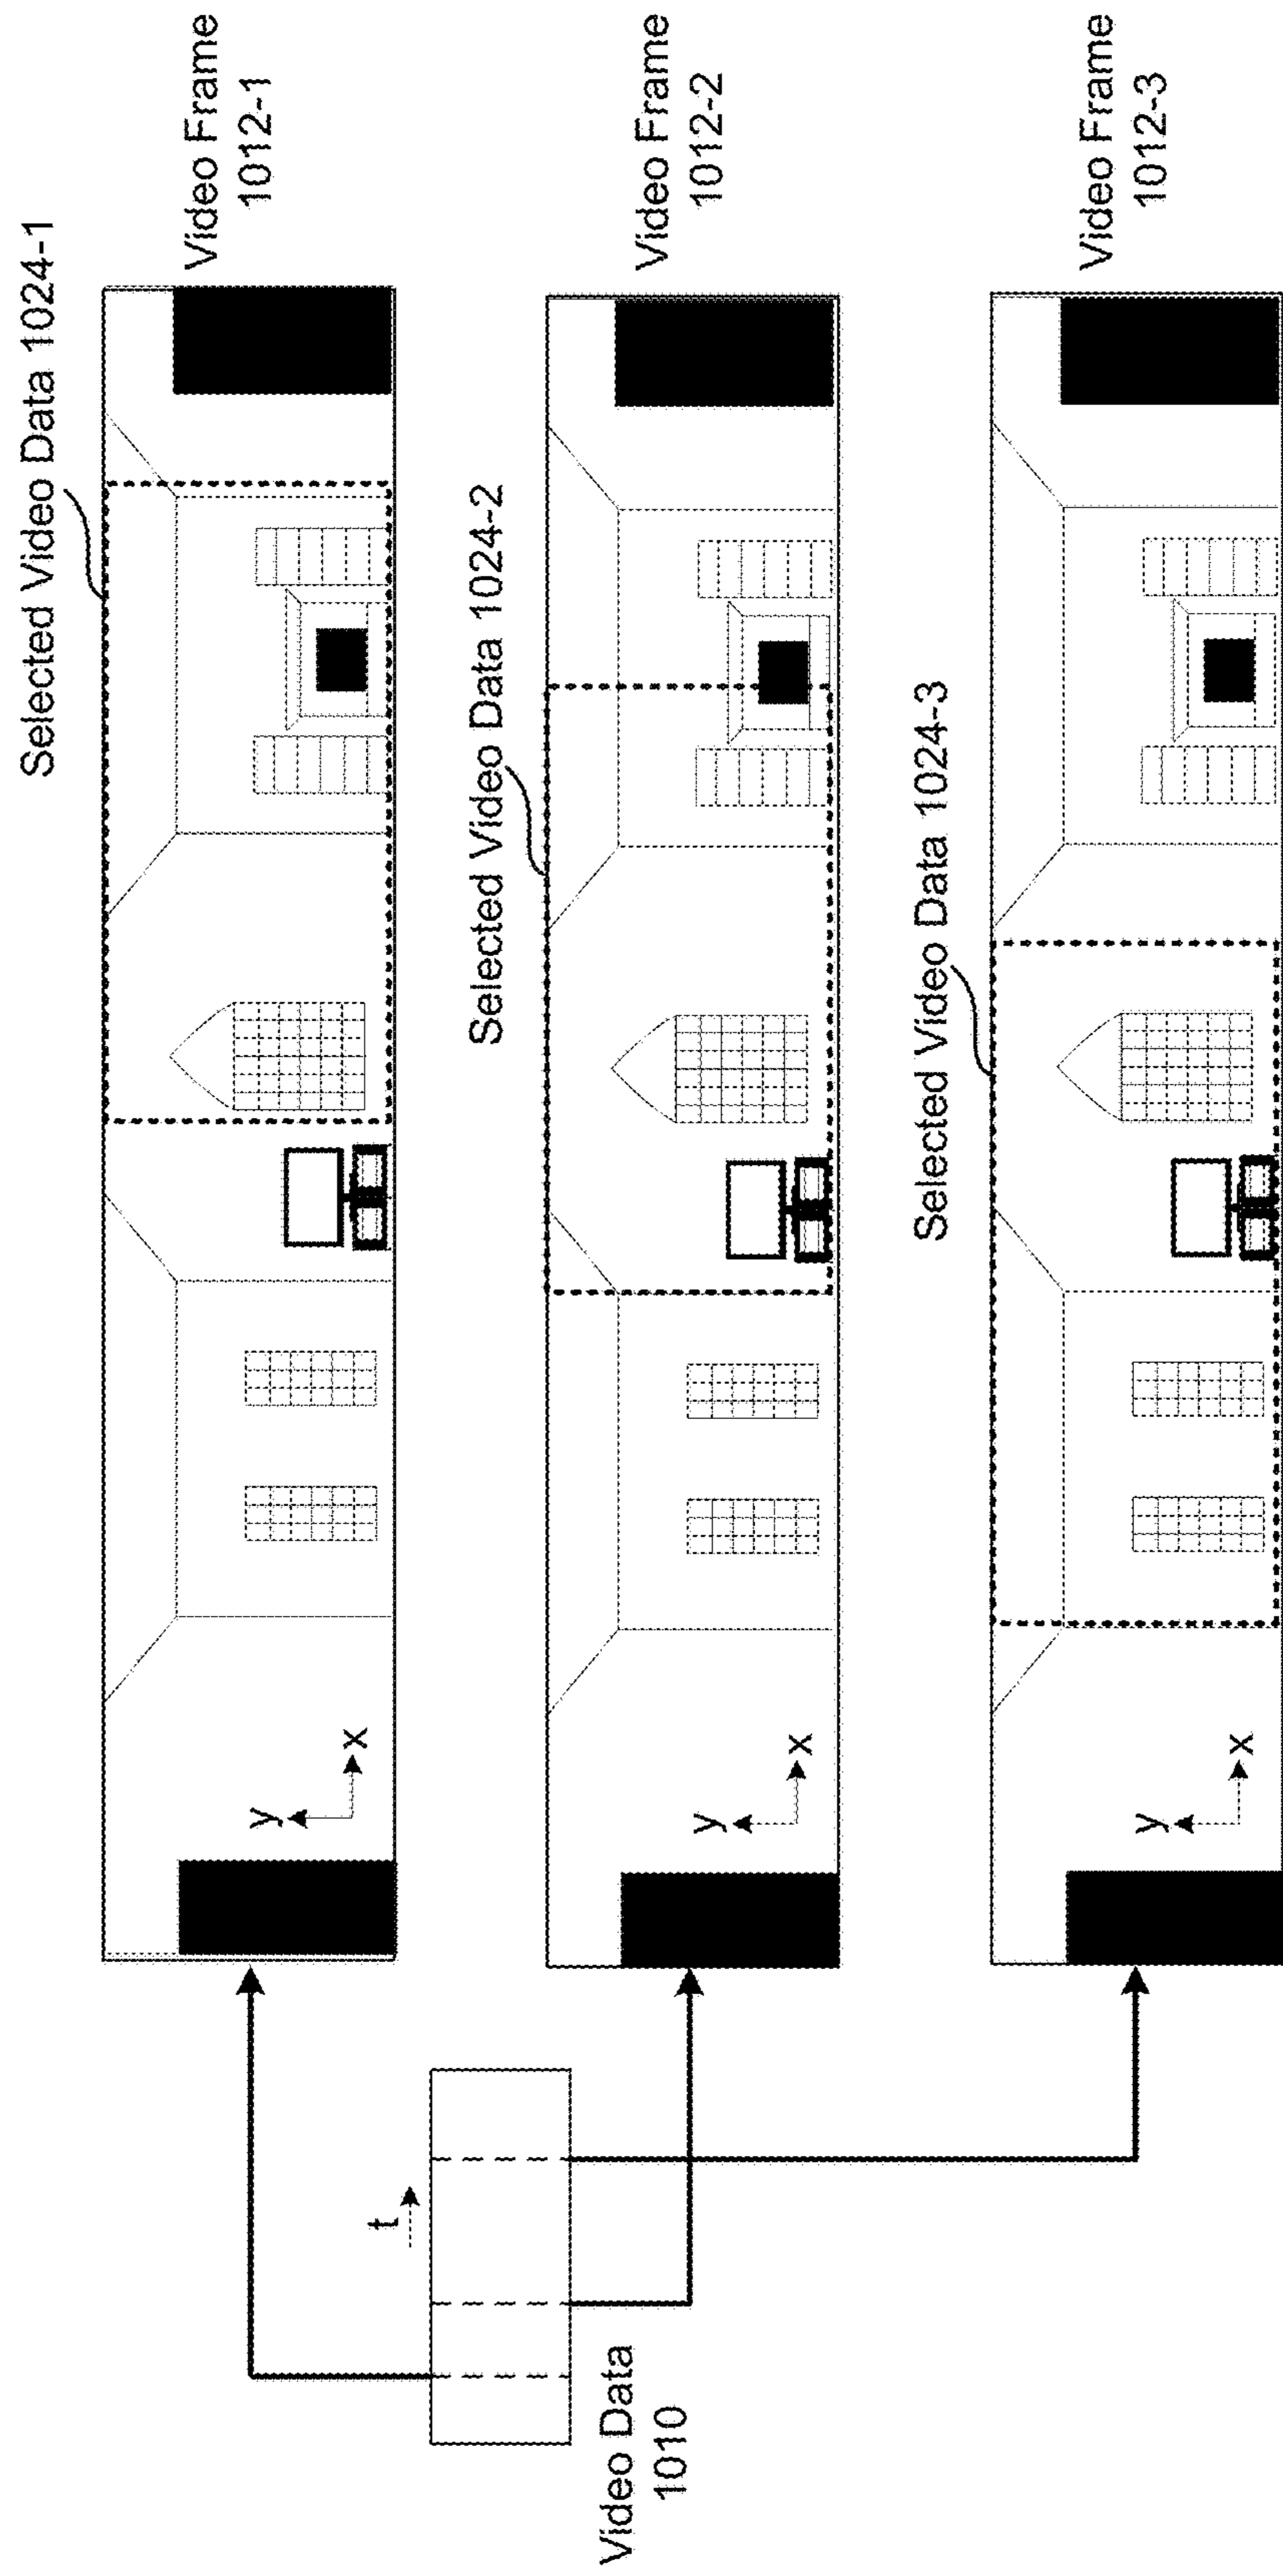 Selected Video Data 1024-1
Video Frame
1012-1
y
x
Selected Video Data 1024-2
Video Frame
1012-2
y
x
t
Video Data
1010
Selected Video Data 1024-3
Video Frame
1012-3
y
x